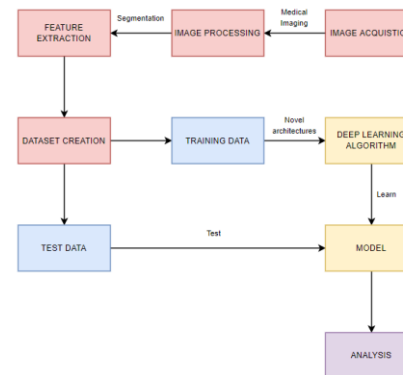 FEATURE
EXTRACTION
Segmentation
IMAGE PROCESSING
Medical
Imaging
IMAGE ACQUISTIO
DATASET CREATION
TRAINING DATA
Novel
architectures
DEEP LEARNING
ALGORITHM
Learn
TEST DATA
Test
MODEL
ANALYSIS